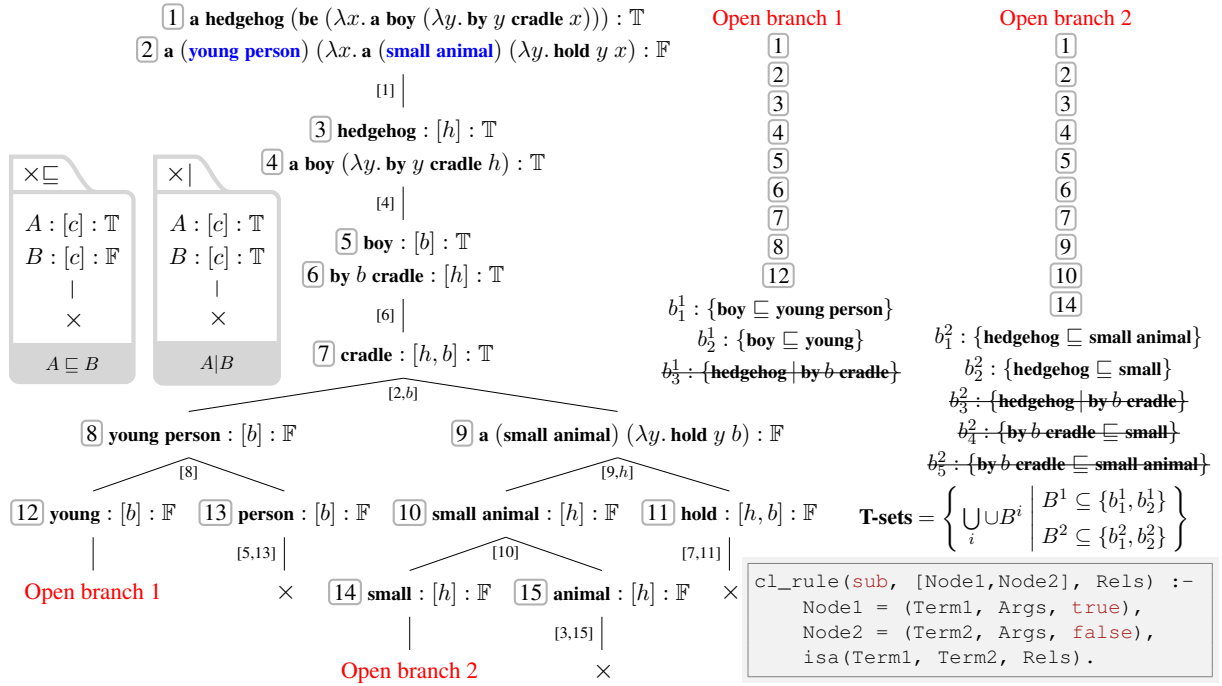 1 a hedgehog (be (λx. a boy (λy. by y cradle x))) : 𝕋
2 a (young person) (λx. a (small animal) (λy. hold y x) : 𝔽
[1]
3 hedgehog : [h] : 𝕋
4 a boy (λy. by y cradle h) : 𝕋
[4]
5 boy : [b] : 𝕋
6 by b cradle : [h] : 𝕋
[6]
7 cradle : [h, b] : 𝕋
[2,b]
8 young person : [b] : 𝔽
9 a (small animal) (λy. hold y b) : 𝔽
[8]
[9,h]
12 young : [b] : 𝔽
13 person : [b] : 𝔽
10 small animal : [h] : 𝔽
11 hold : [h, b] : 𝔽
[5,13]
[10]
[7,11]
Open branch 1
×
14 small : [h] : 𝔽
15 animal : [h] : 𝔽
×
[3,15]
Open branch 2
×
×⊑
A : [c] : 𝕋
B : [c] : 𝔽
×
A ⊑ B
×|
A : [c] : 𝕋
B : [c] : 𝕋
×
A|B
Open branch 1
1
2
3
4
5
6
7
8
12
b₁¹ : {boy ⊑ young person}
b₂¹ : {boy ⊑ young}
b₃¹ : {hedgehog | by b cradle}
Open branch 2
1
2
3
4
5
6
7
9
10
14
b₁² : {hedgehog ⊑ small animal}
b₂² : {hedgehog ⊑ small}
b₃² : {hedgehog | by b cradle}
b₄² : {by b cradle ⊑ small}
b₅² : {by b cradle ⊑ small animal}
T-sets = { ⋃ᵢ ∪Bⁱ | B¹ ⊆ {b₁¹, b₂¹}
B² ⊆ {b₁², b₂²} }
cl_rule(sub, [Node1,Node2], Rels) :-
Node1 = (Term1, Args, true),
Node2 = (Term2, Args, false),
isa(Term1, Term2, Rels).